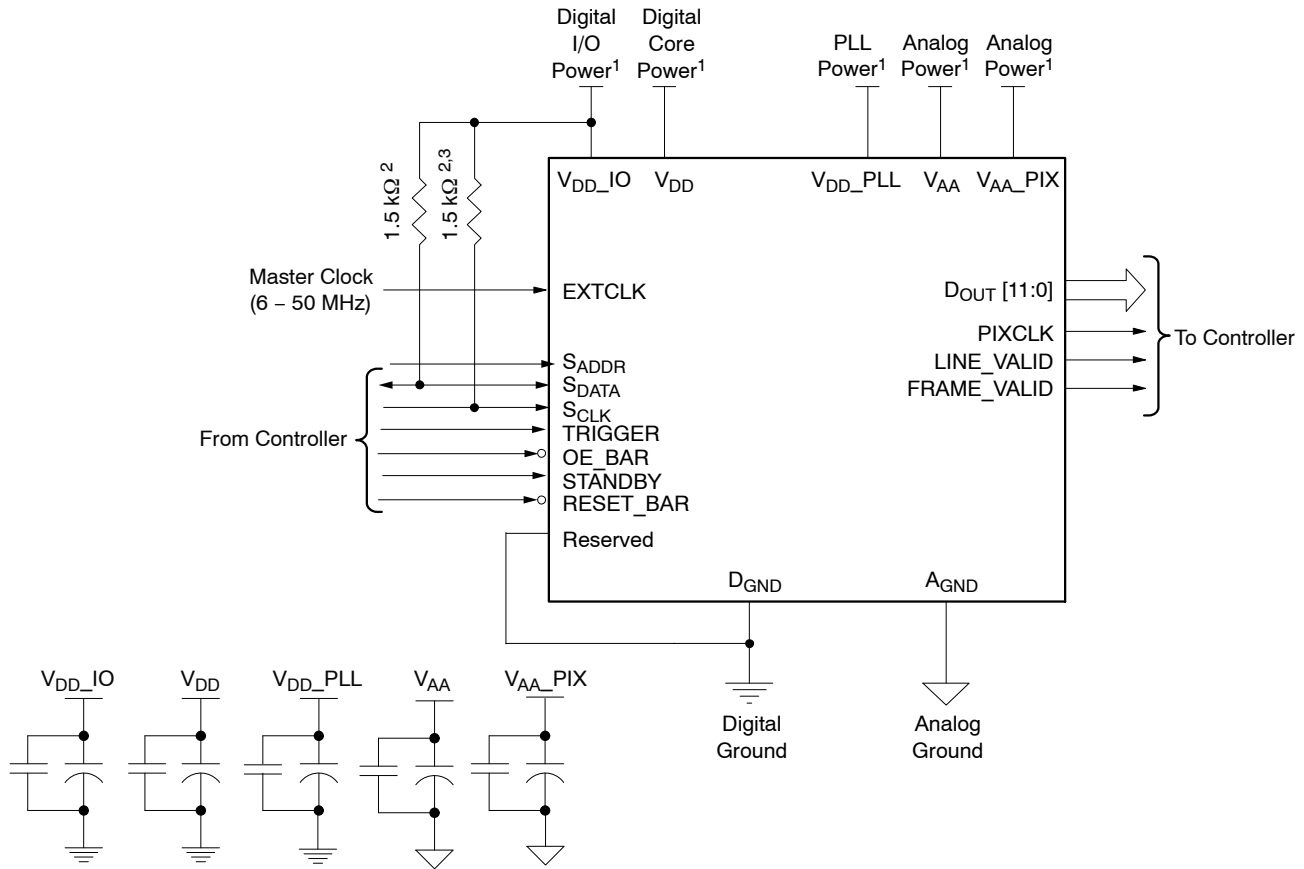 Digital
I/O
Power1
Digital
Core
Power1
PLL
Power1
Analog
Power1
Analog
Power1
1.5 kΩ 2
1.5 kΩ 2,3
VDD_IO
VDD
VDD_PLL
VAA
VAA_PIX
Master Clock
(6 – 50 MHz)
EXTCLK
DOUT [11:0]
PIXCLK
LINE_VALID
FRAME_VALID
To Controller
From Controller
SADDR
SDATA
SCLK
TRIGGER
OE_BAR
STANDBY
RESET_BAR
Reserved
DGND
AGND
Digital
Ground
Analog
Ground
VDD_IO
VDD
VDD_PLL
VAA
VAA_PIX